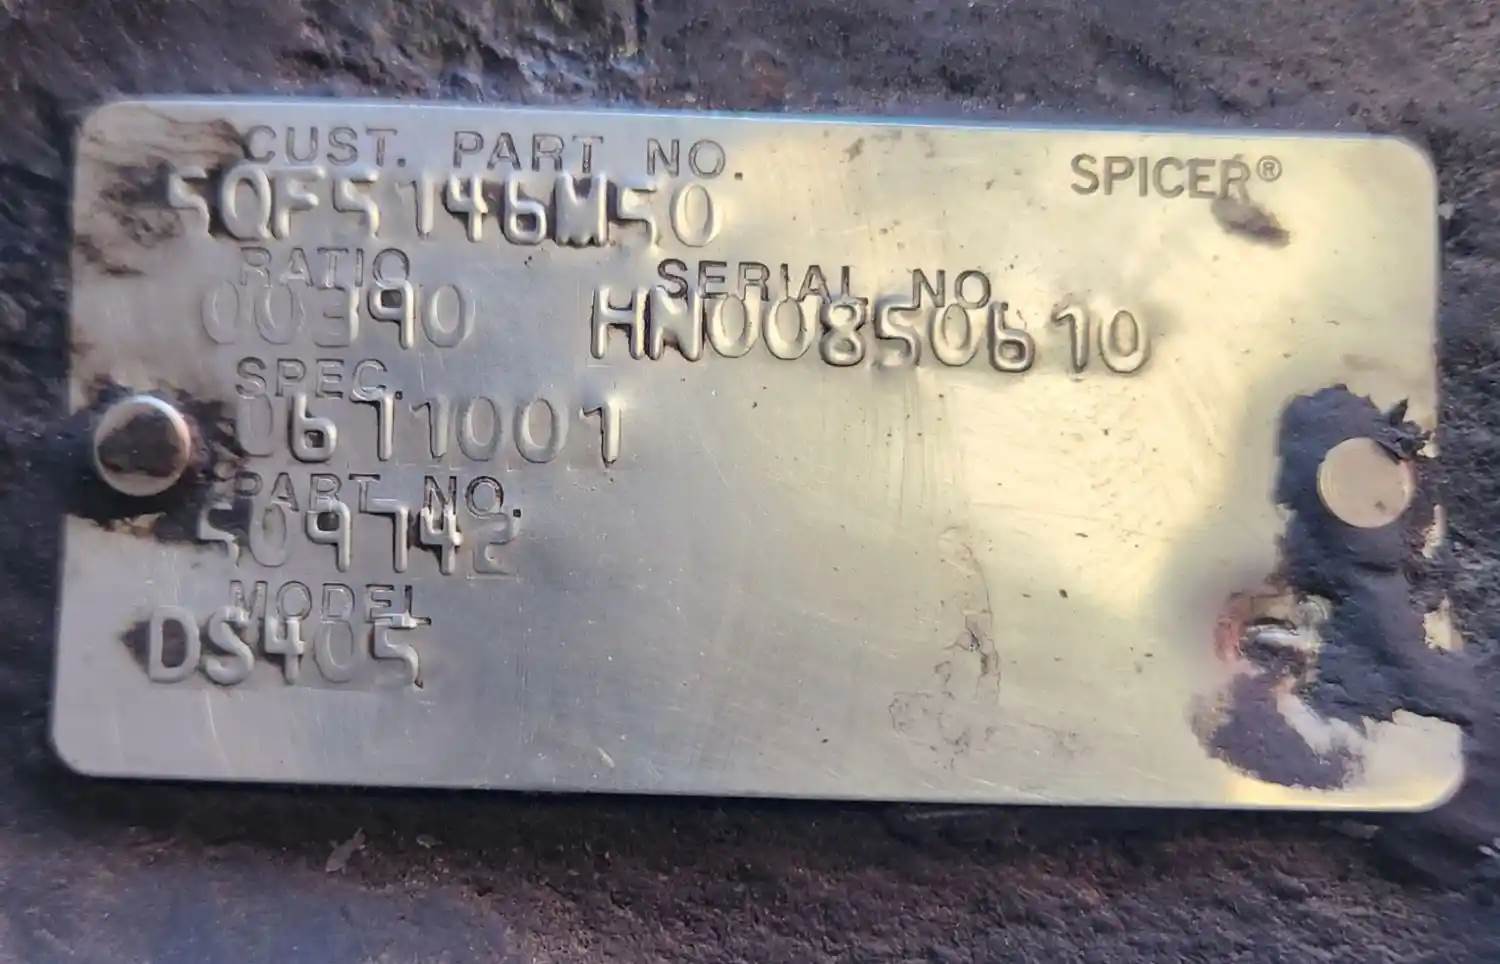 CUST. PART NO.
SPICER®
5QF5146M50
RATIO
SERIAL NO.
00390
HN00850610
SPEC.
0611001
PART NO.
509742
MODEL
DS405